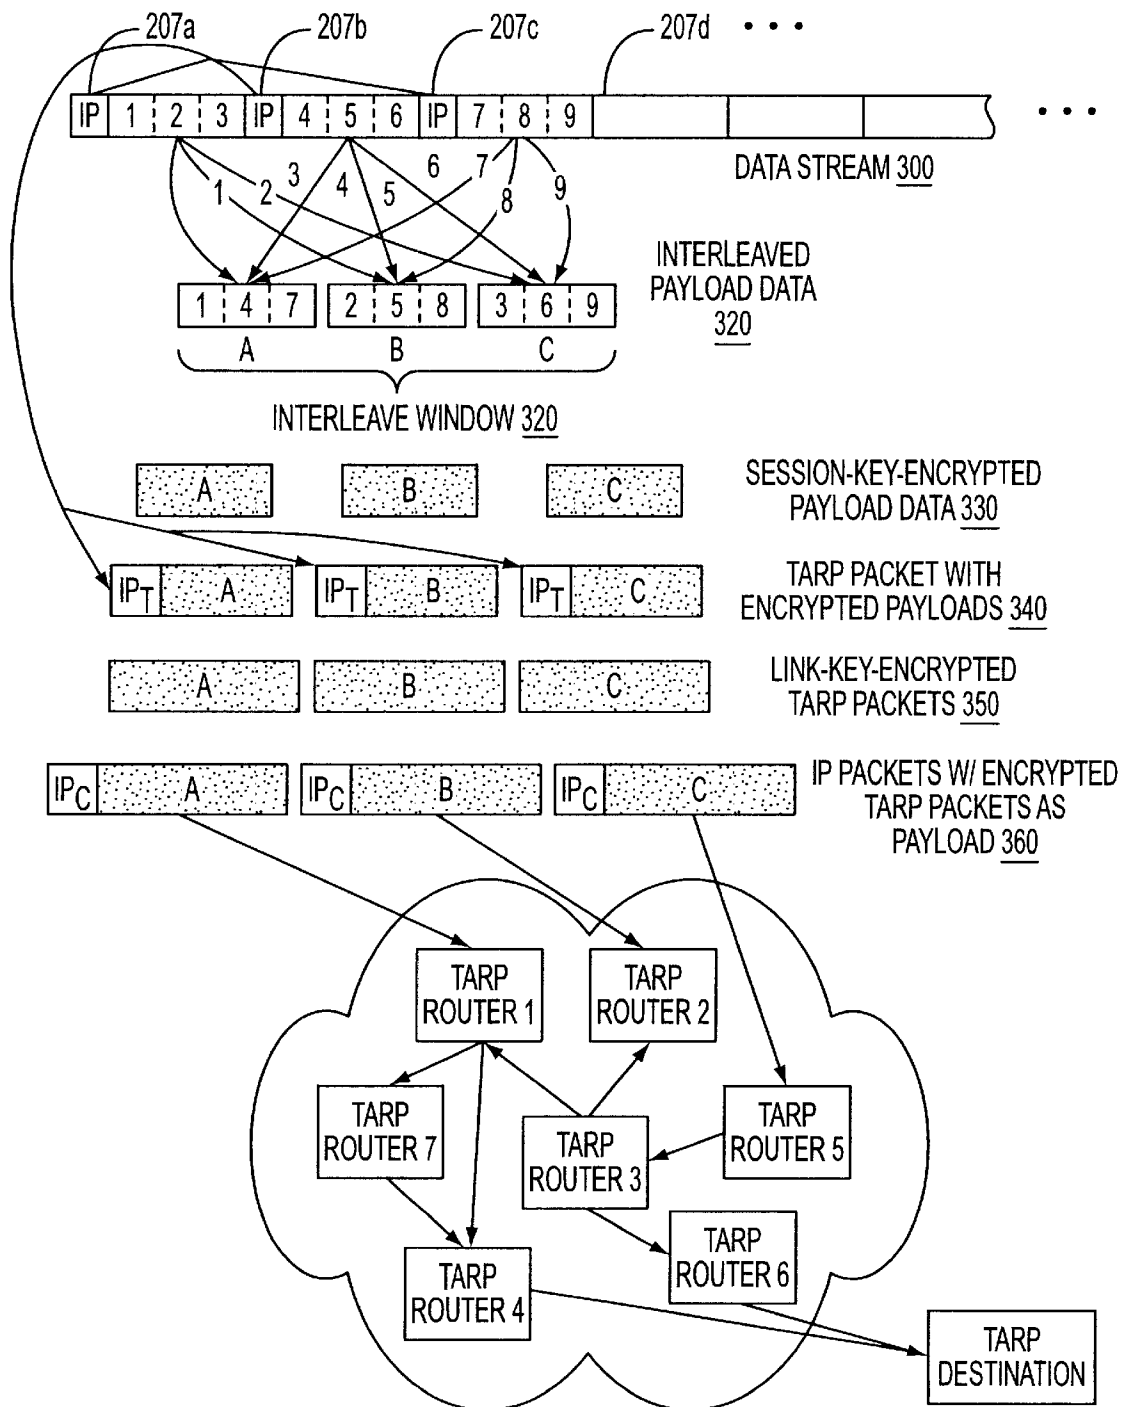 207a 207b 207c 207d • • •
IP 1 2 3 IP 4 5 6 IP 7 8 9 • • •
DATA STREAM 300
1 2 3 4 5 6 7 8 9
INTERLEAVED
PAYLOAD DATA
320
1 4 7 2 5 8 3 6 9
A B C
INTERLEAVE WINDOW 320
A B C
SESSION-KEY-ENCRYPTED
PAYLOAD DATA 330
IPT A IPT B IPT C
TARP PACKET WITH
ENCRYPTED PAYLOADS 340
A B C
LINK-KEY-ENCRYPTED
TARP PACKETS 350
IPC A IPC B IPC C
IP PACKETS W/ ENCRYPTED
TARP PACKETS AS
PAYLOAD 360
TARP
ROUTER 1
TARP
ROUTER 2
TARP
ROUTER 7
TARP
ROUTER 3
TARP
ROUTER 5
TARP
ROUTER 4
TARP
ROUTER 6
TARP
DESTINATION